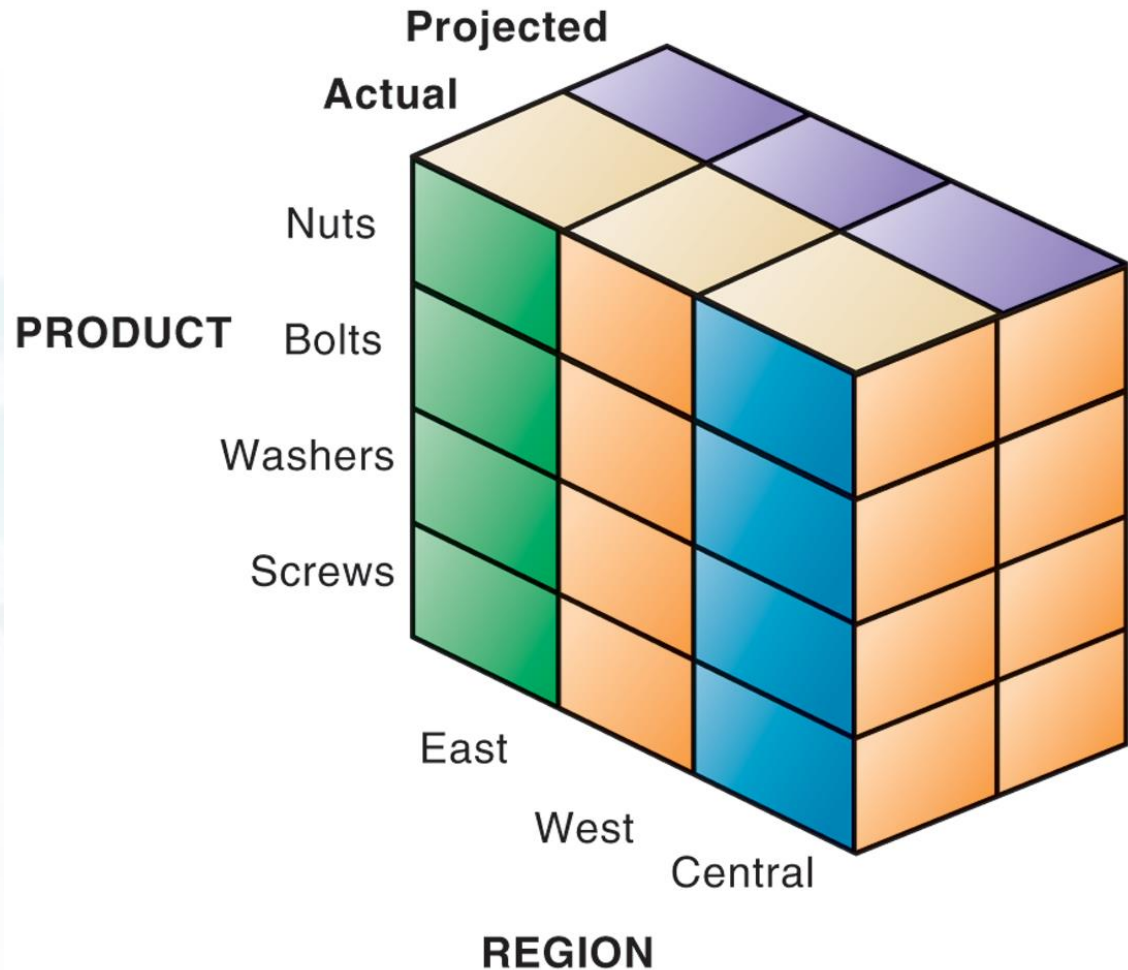 Projected
Actual
Nuts
PRODUCT
Bolts
Washers
Screws
East
West
Central
REGION